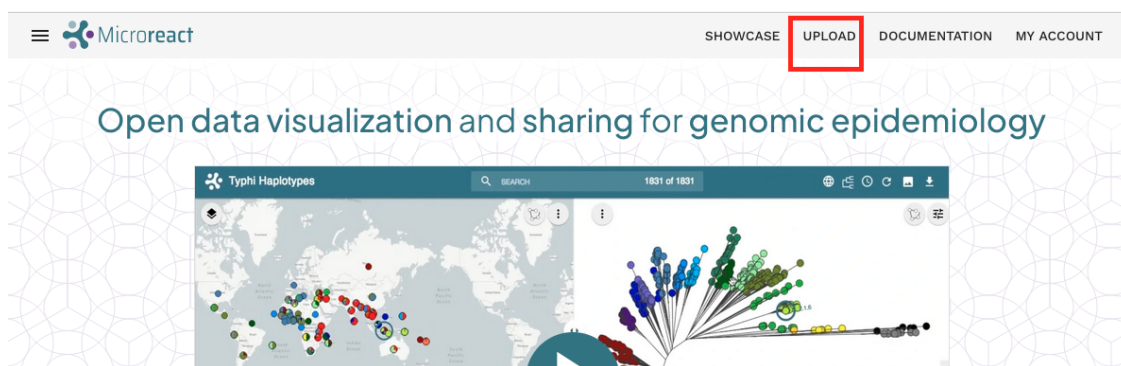 Microreact
SHOWCASE UPLOAD DOCUMENTATION MY ACCOUNT
Open data visualization and sharing for genomic epidemiology
Typhi Haplotypes
SEARCH
1831 of 1831